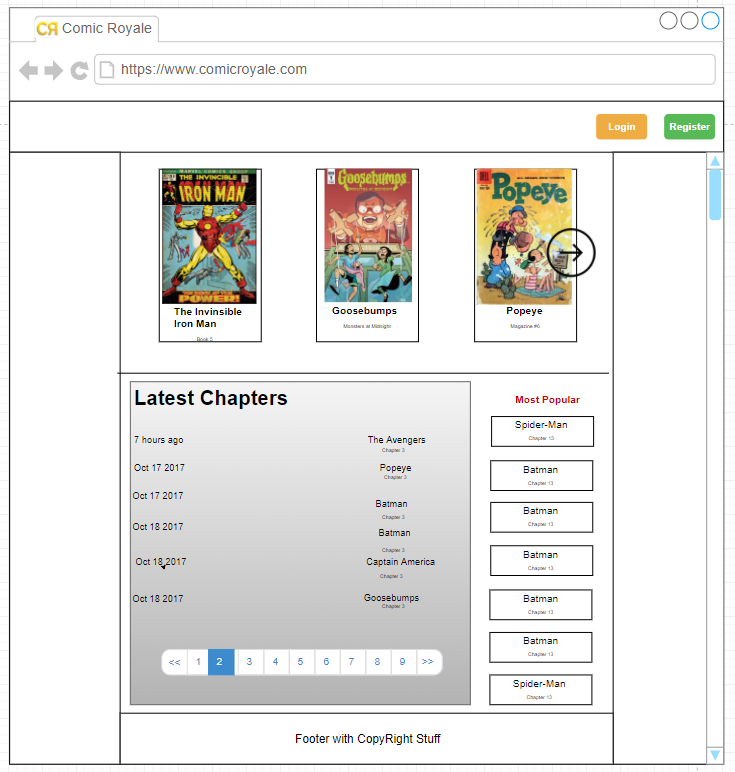 CR Comic Royale
https://www.comicroyale.com
Login
Register
MARVEL COMICS GROUP
THE INVINCIBLE
IRON MAN
POWER!
Goosebumps
Popeye
The Invinsible
Iron Man
Book 5
Goosebumps
Monsters at Midnight
Popeye
Magazine #6
Latest Chapters
7 hours ago
The Avengers
Chapter 3
Oct 17 2017
Popeye
Chapter 3
Oct 17 2017
Batman
Chapter 3
Oct 18 2017
Batman
Chapter 3
Oct 18 2017
Captain America
Chapter 3
Oct 18 2017
Goosebumps
Chapter 3
<< 1 2 3 4 5 6 7 8 9 >>
Most Popular
Spider-Man
Chapter 13
Batman
Chapter 13
Batman
Chapter 13
Batman
Chapter 13
Batman
Chapter 13
Batman
Chapter 13
Spider-Man
Chapter 13
Footer with CopyRight Stuff